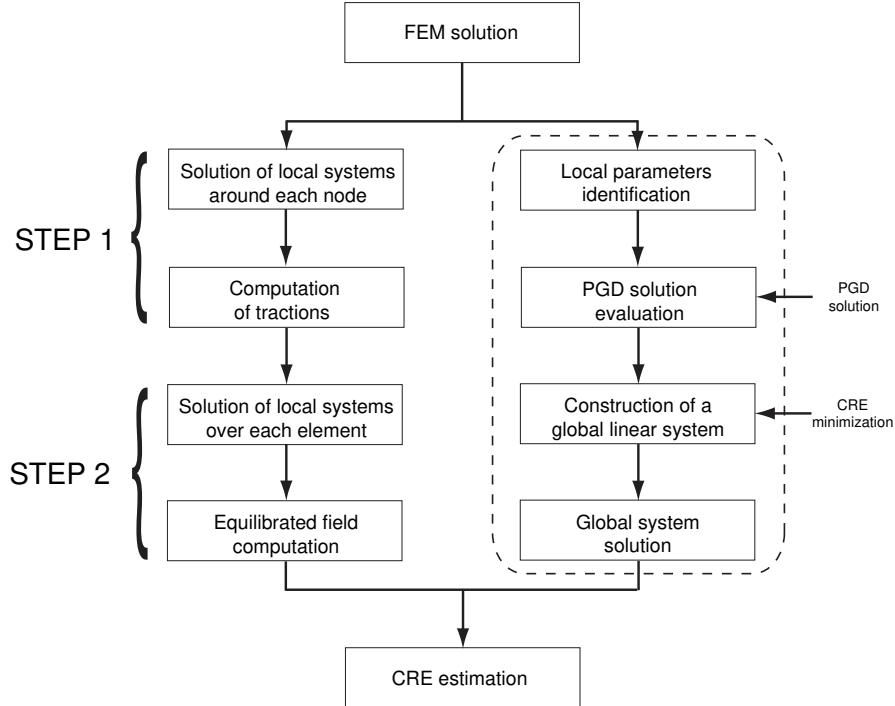 FEM solution
STEP 1
Solution of local systems
around each node
Local parameters
identification
Computation
of tractions
PGD solution
evaluation
PGD
solution
STEP 2
Solution of local systems
over each element
Construction of a
global linear system
CRE
minimization
Equilibrated field
computation
Global system
solution
CRE estimation